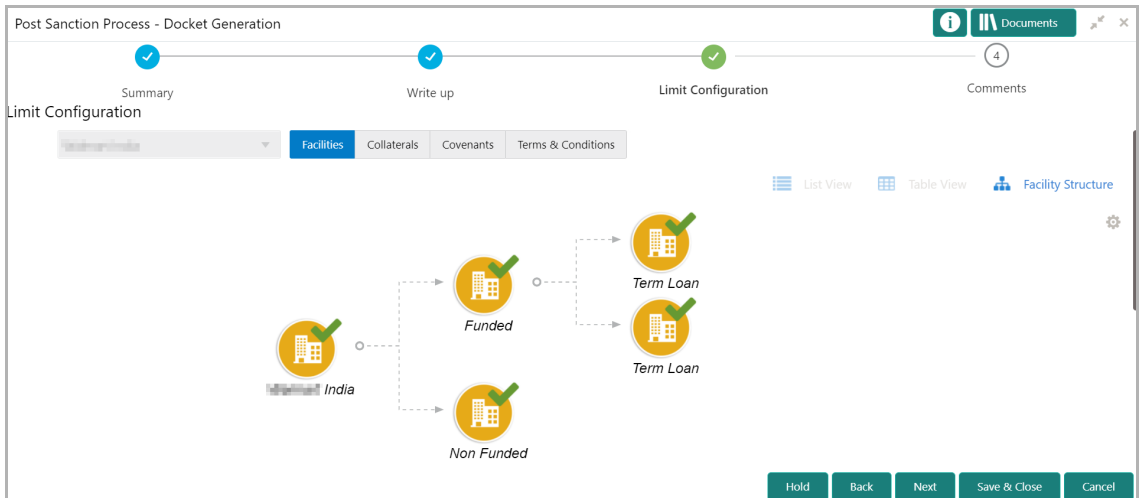 Post Sanction Process - Docket Generation
i
Documents
Summary
Write up
Limit Configuration
4
Comments
Limit Configuration
Facilities
Collaterals
Covenants
Terms & Conditions
List View
Table View
Facility Structure
Term Loan
Funded
Term Loan
India
Non Funded
Hold
Back
Next
Save & Close
Cancel